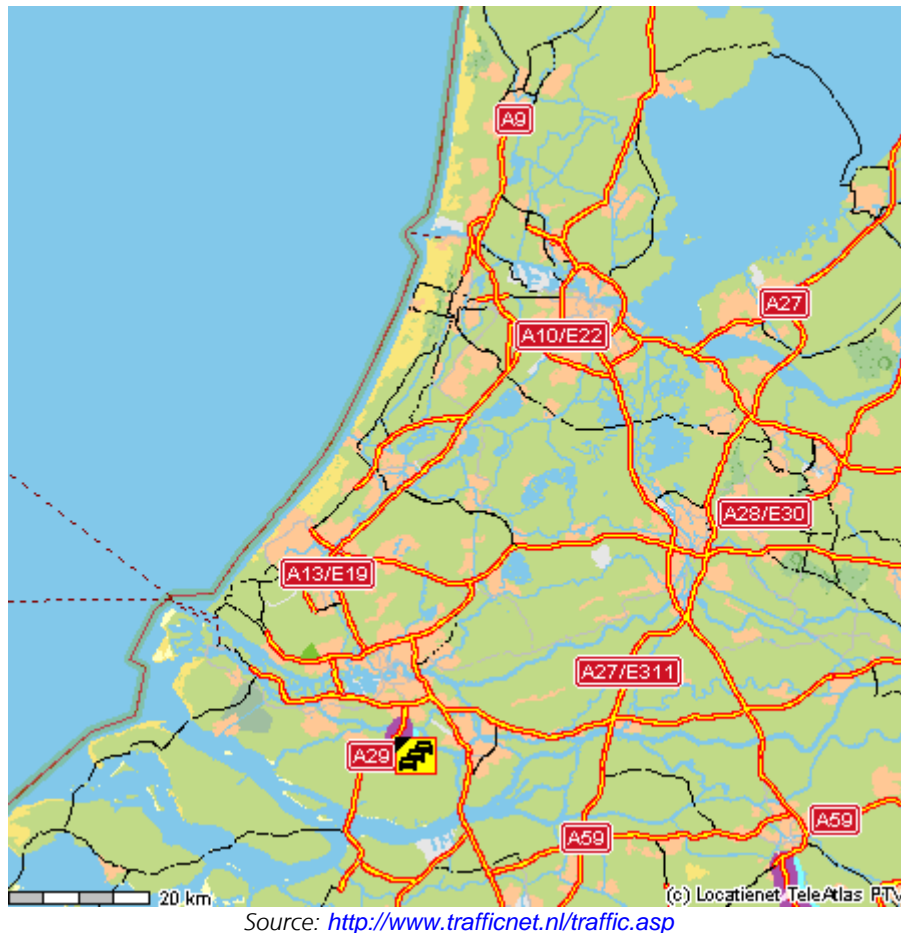 A9
A27
A10/E22
A28/E30
A13/E19
A27/E311
A29
A59
A59
20 km
(c) Locatienet TeleAtlas PTV
Source: http://www.trafficnet.nl/traffic.asp